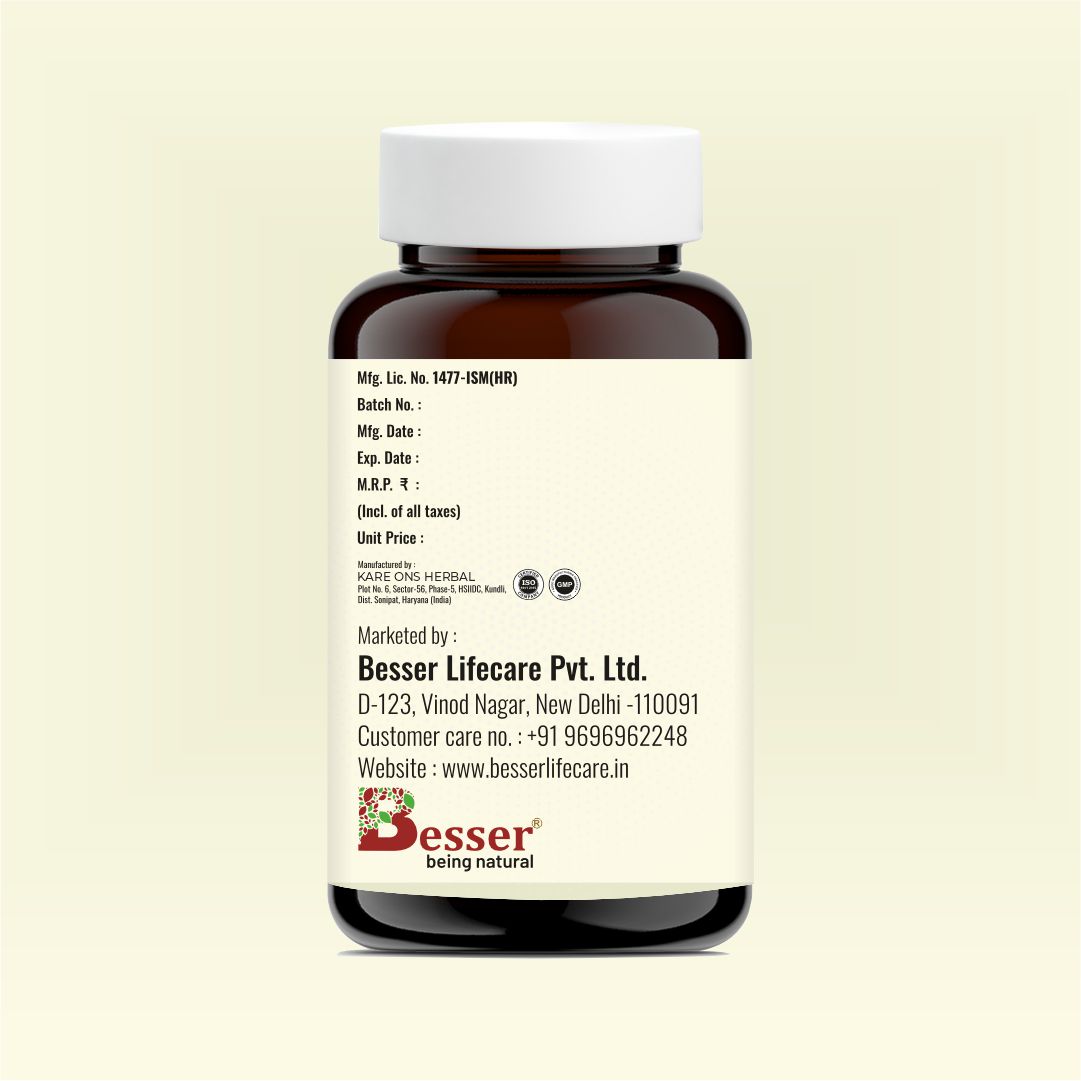 Mfg. Lic. No. 1477-ISM(HR)
Batch No. :
Mfg. Date :
Exp. Date :
M.R.P. ₹ :
(Incl. of all taxes)
Unit Price :
Manufactured by :
KARE ONS HERBAL
Plot No. 6, Sector-56, Phase-5, HSIIDC, Kundli,
Dist. Sonipat, Haryana (India)
CERTIFIED
ISO
COMPANY
GMP
Marketed by :
Besser Lifecare Pvt. Ltd.
D-123, Vinod Nagar, New Delhi -110091
Customer care no. : +91 9696962248
Website : www.besserlifecare.in
Besser®
being natural